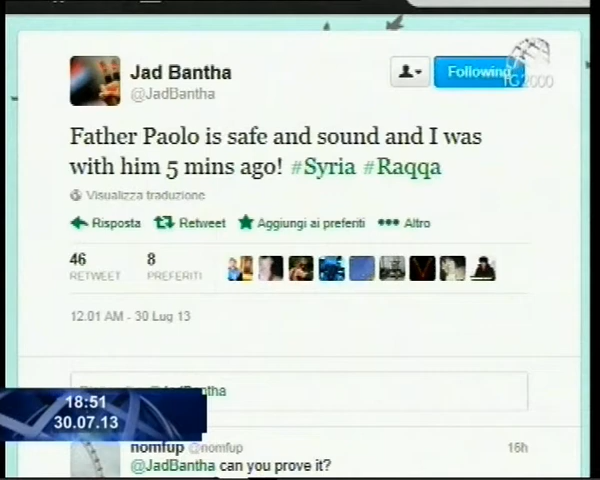 Jad Bantha
@JadBantha
Following
TG2000
Father Paolo is safe and sound and I was
with him 5 mins ago! #Syria #Raqqa
Visualizza traduzione
Risposta Retweet Aggiungi ai preferiti Altro
46 8
RETWEET PREFERITI
12.01 AM - 30 Lug 13
18:51
30.07.13
nomfup @nomfup 16h
@JadBantha can you prove it?